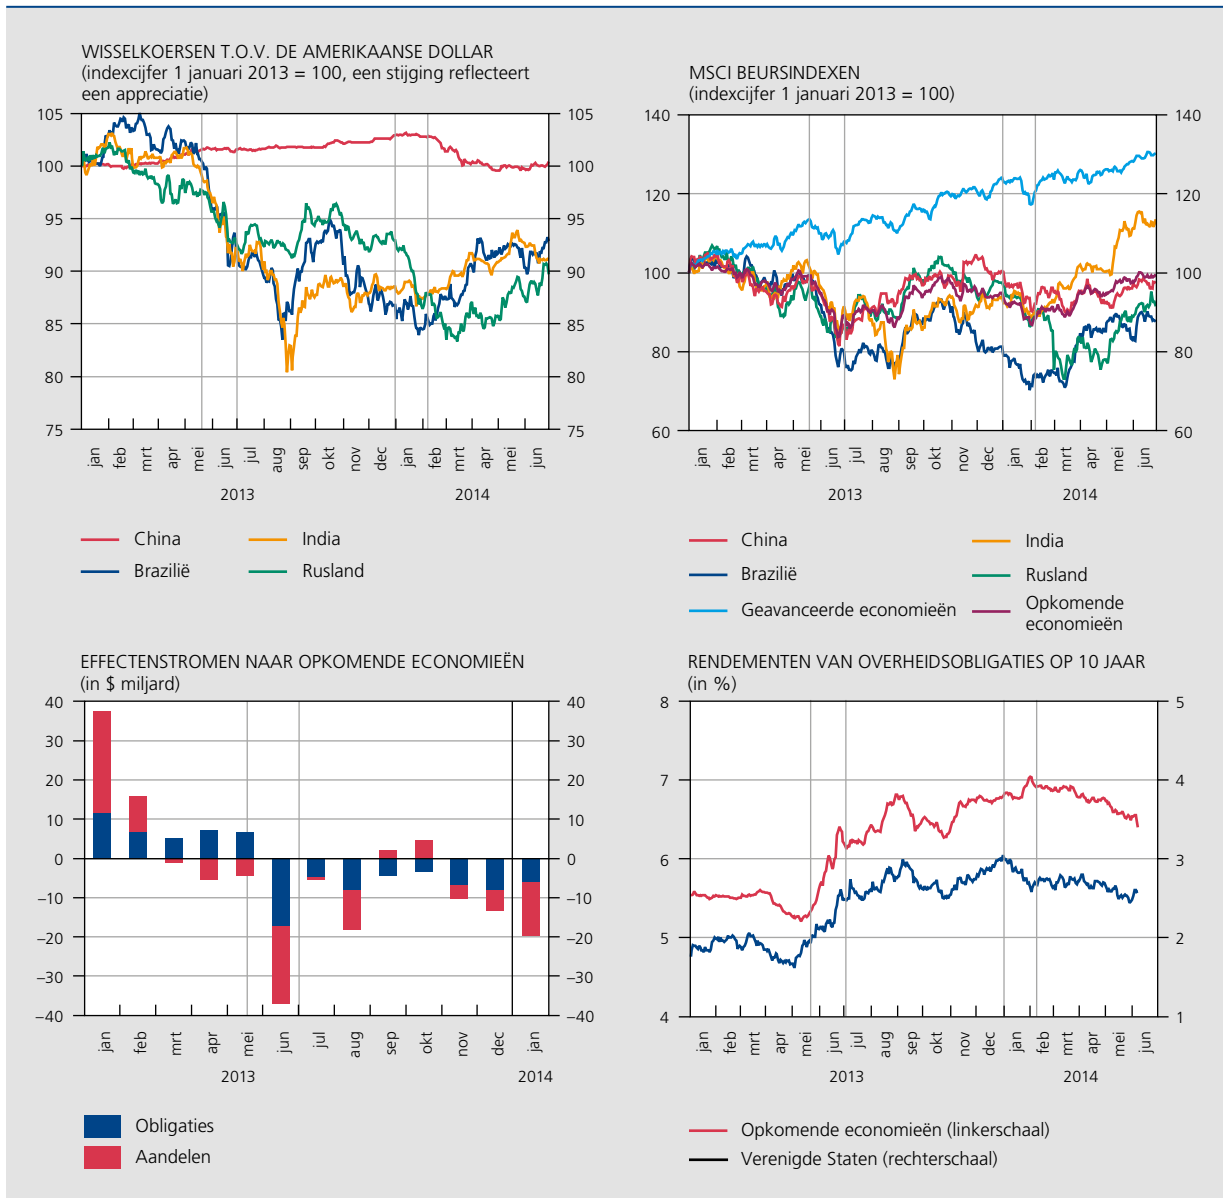 WISSELKOERSEN T.O.V. DE AMERIKAANSE DOLLAR
(indexcijfer 1 januari 2013 = 100, een stijging reflecteert
een appreciatie)
105 105
100 100
95 95
90 90
85 85
80 80
75 75
jan feb mrt apr mei jun jul aug sep okt nov dec jan feb mrt apr mei jun
2013 2014
China India
Brazilië Rusland
MSCI BEURSINDEXEN
(indexcijfer 1 januari 2013 = 100)
140 140
120 120
100 100
80 80
60 60
jan feb mrt apr mei jun jul aug sep okt nov dec jan feb mrt apr mei jun
2013 2014
China India
Brazilië Rusland
Geavanceerde economieën Opkomende
economieën
EFFECTENSTROMEN NAAR OPKOMENDE ECONOMIEËN
(in $ miljard)
40 40
30 30
20 20
10 10
0 0
–10 –10
–20 –20
–30 –30
–40 –40
jan feb mrt apr mei jun jul aug sep okt nov dec jan
2013 2014
Obligaties
Aandelen
RENDEMENTEN VAN OVERHEIDSOBLIGATIES OP 10 JAAR
(in %)
8 5
7 4
6 3
5 2
4 1
jan feb mrt apr mei jun jul aug sep okt nov dec jan feb mrt apr mei jun
2013 2014
Opkomende economieën (linkerschaal)
Verenigde Staten (rechterschaal)